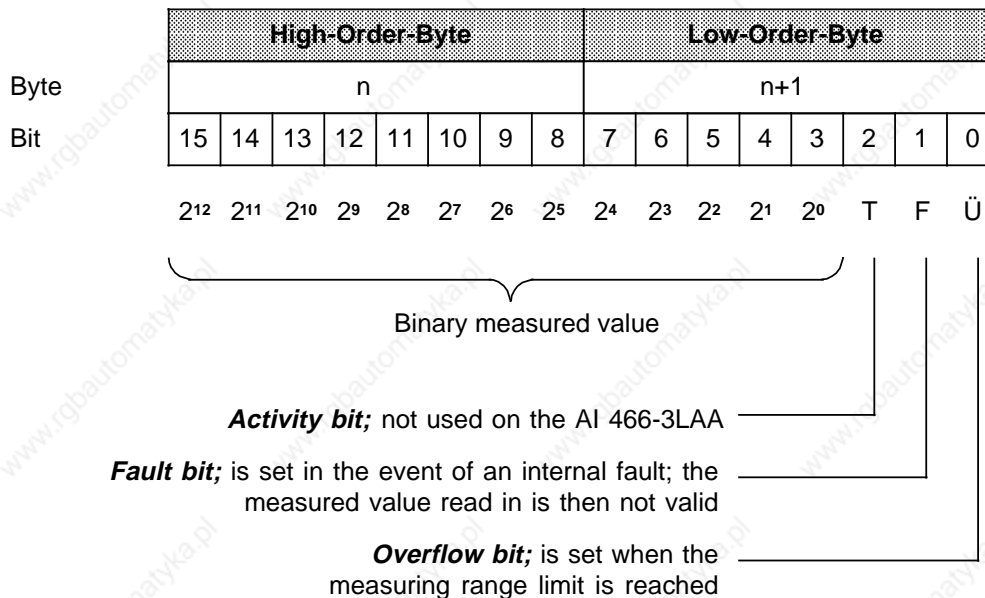 High-Order-Byte Low-Order-Byte
Byte n n+1
Bit 15 14 13 12 11 10 9 8 7 6 5 4 3 2 1 0
2¹² 2¹¹ 2¹⁰ 2⁹ 2⁸ 2⁷ 2⁶ 2⁵ 2⁴ 2³ 2² 2¹ 2⁰ T F Ü
Binary measured value
Activity bit; not used on the AI 466-3LAA
Fault bit; is set in the event of an internal fault; the
measured value read in is then not valid
Overflow bit; is set when the
measuring range limit is reached
www.rgbautomatyka.pl